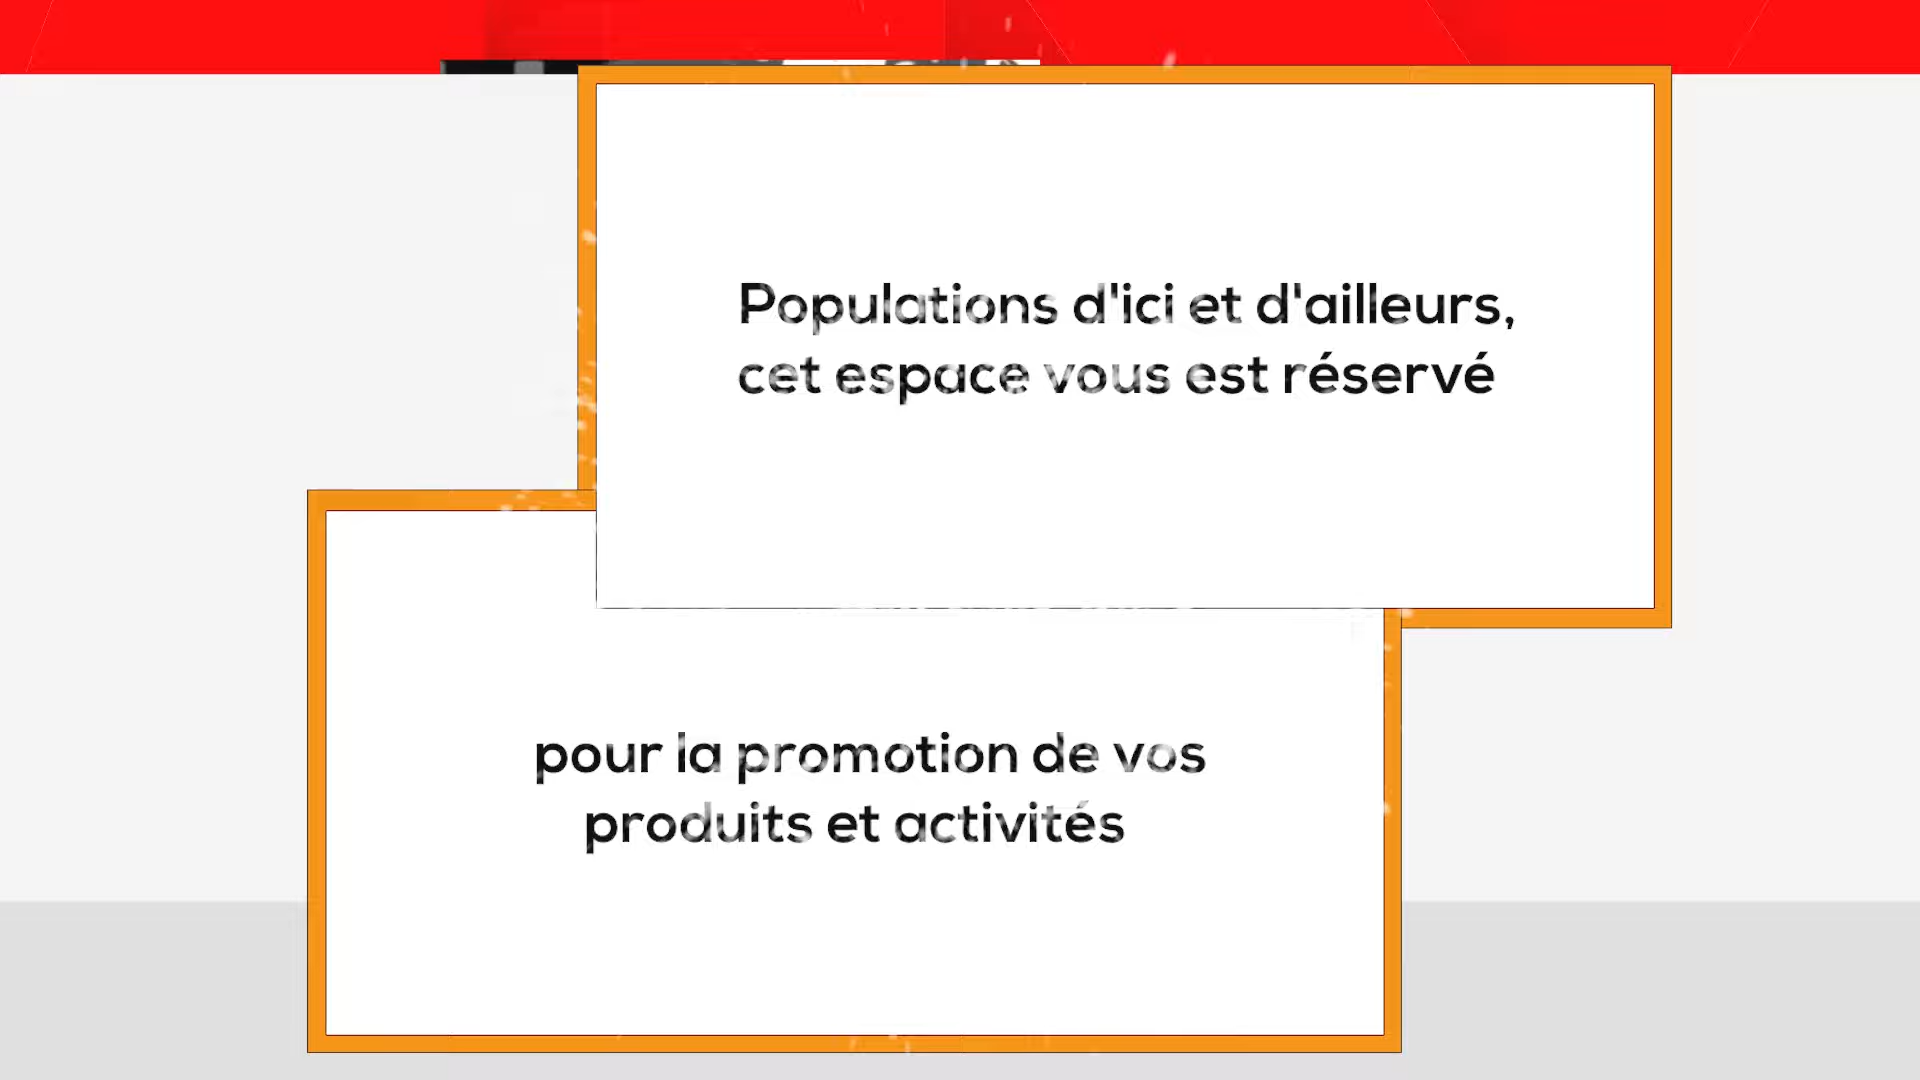 Populations d'ici et d'ailleurs,
cet espace vous est réservé
pour la promotion de vos
produits et activités